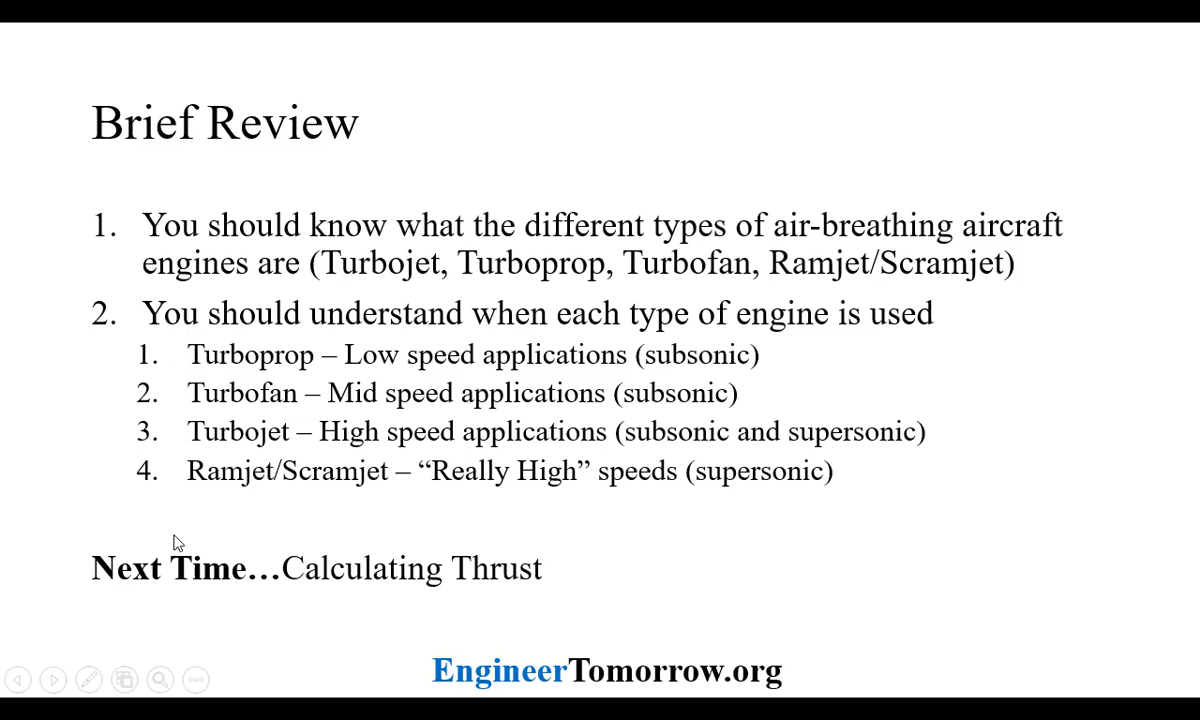 Brief Review
1. You should know what the different types of air-breathing aircraft
engines are (Turbojet, Turboprop, Turbofan, Ramjet/Scramjet)
2. You should understand when each type of engine is used
1. Turboprop – Low speed applications (subsonic)
2. Turbofan – Mid speed applications (subsonic)
3. Turbojet – High speed applications (subsonic and supersonic)
4. Ramjet/Scramjet – “Really High” speeds (supersonic)
Next Time…Calculating Thrust
EngineerTomorrow.org